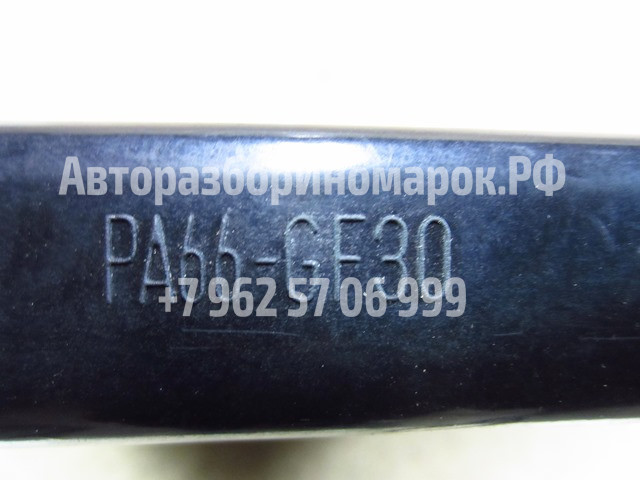 Авторазбориномарок.РФ
PA66-GF30
+7 962 57 06 999